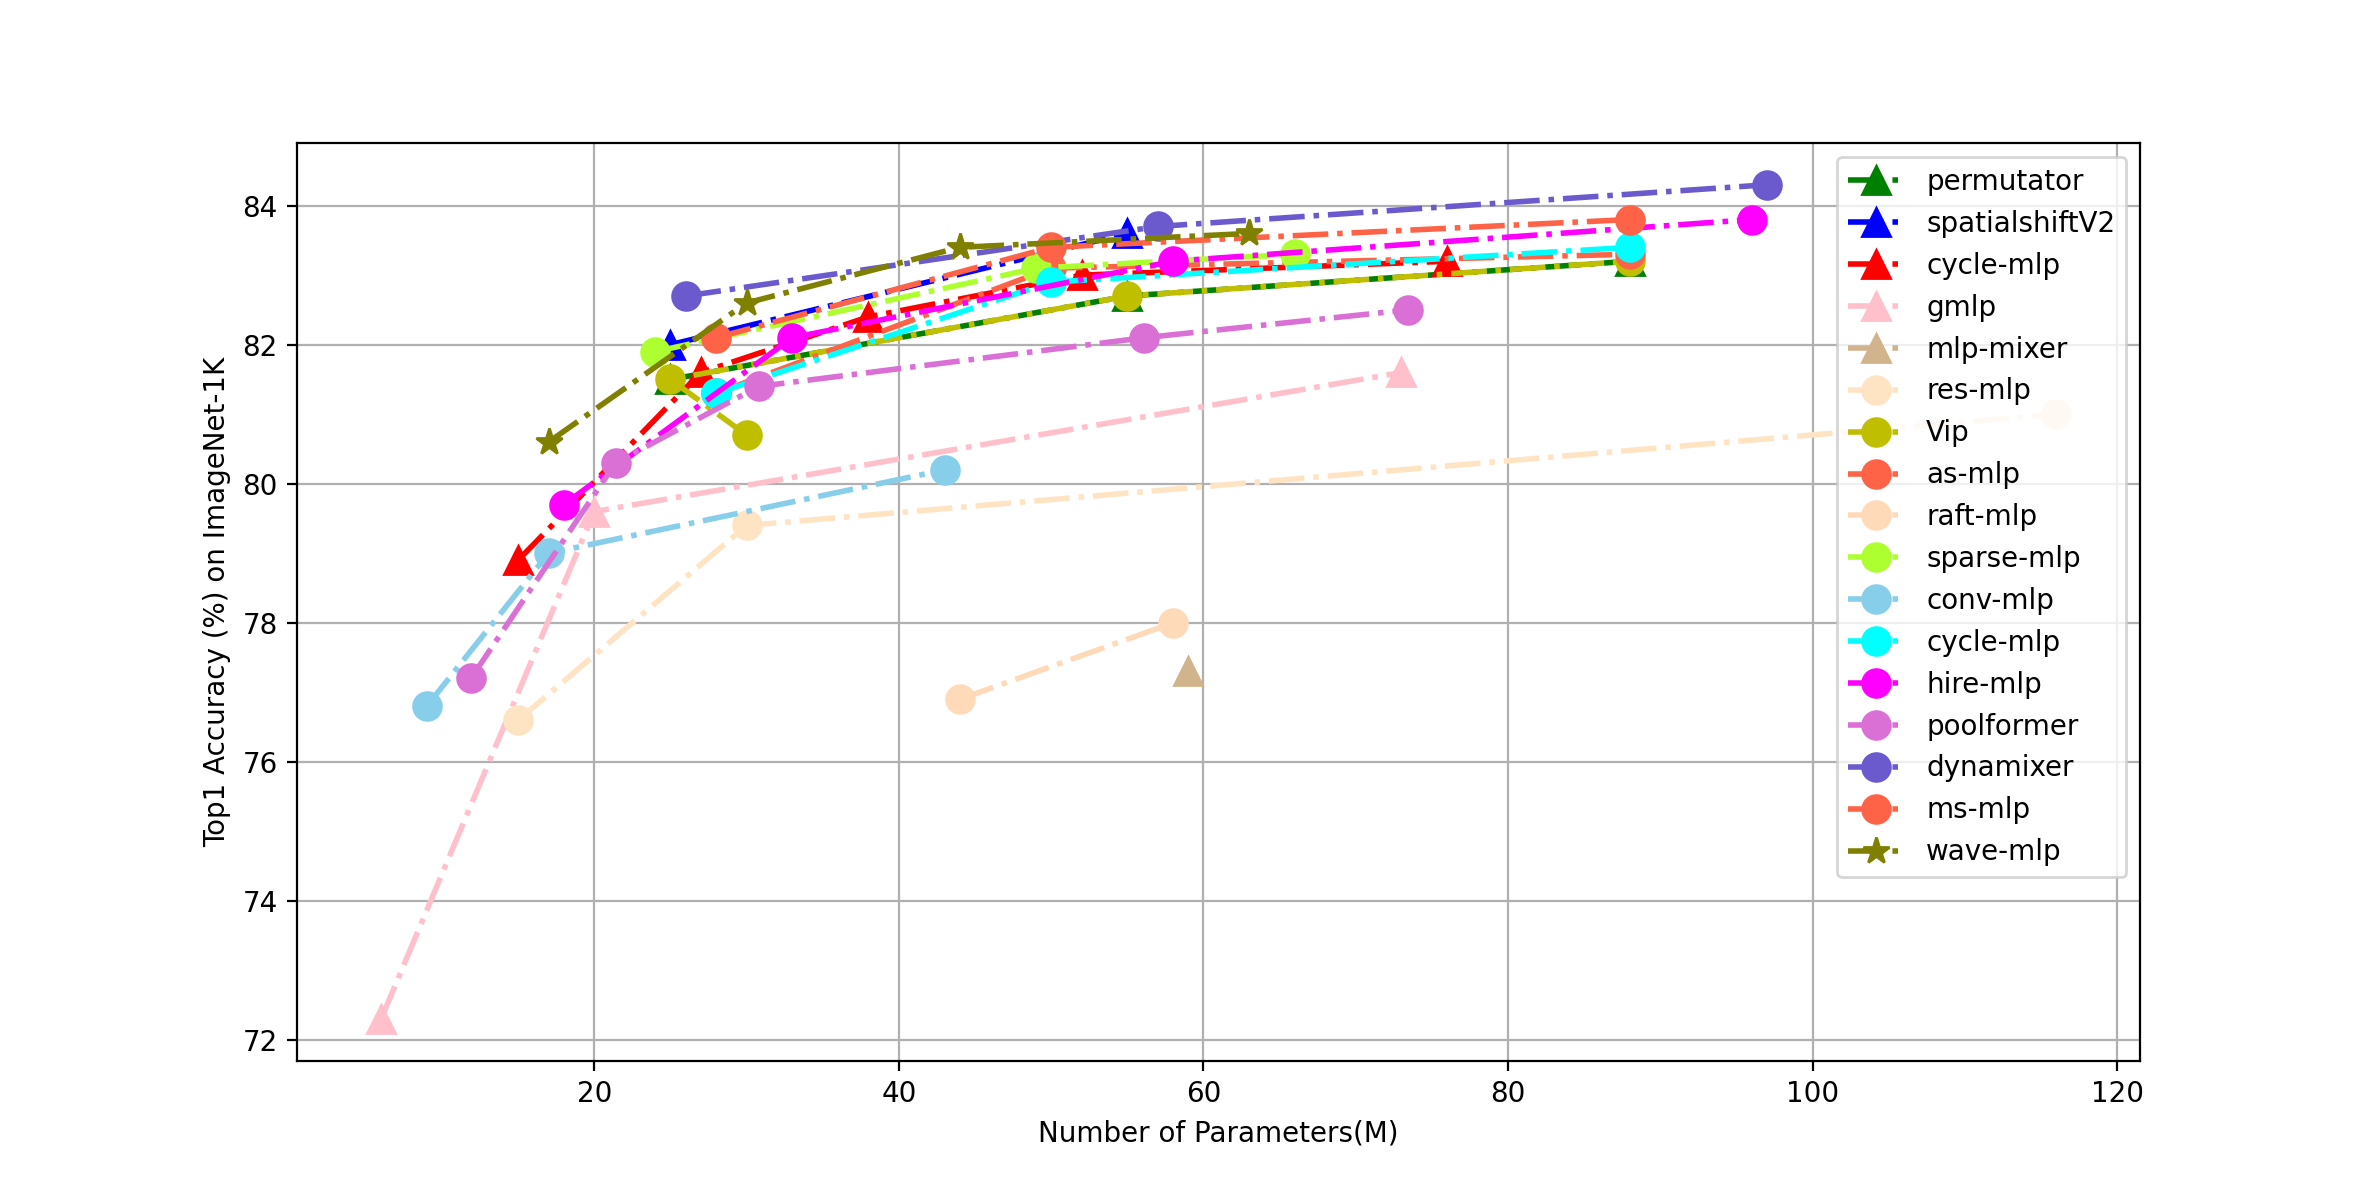 84
82
80
78
76
74
72
Top1 Accuracy (%) on ImageNet-1K
20
40
60
80
100
120
Number of Parameters(M)
permutator
spatialshiftV2
cycle-mlp
gmlp
mlp-mixer
res-mlp
Vip
as-mlp
raft-mlp
sparse-mlp
conv-mlp
cycle-mlp
hire-mlp
poolformer
dynamixer
ms-mlp
wave-mlp